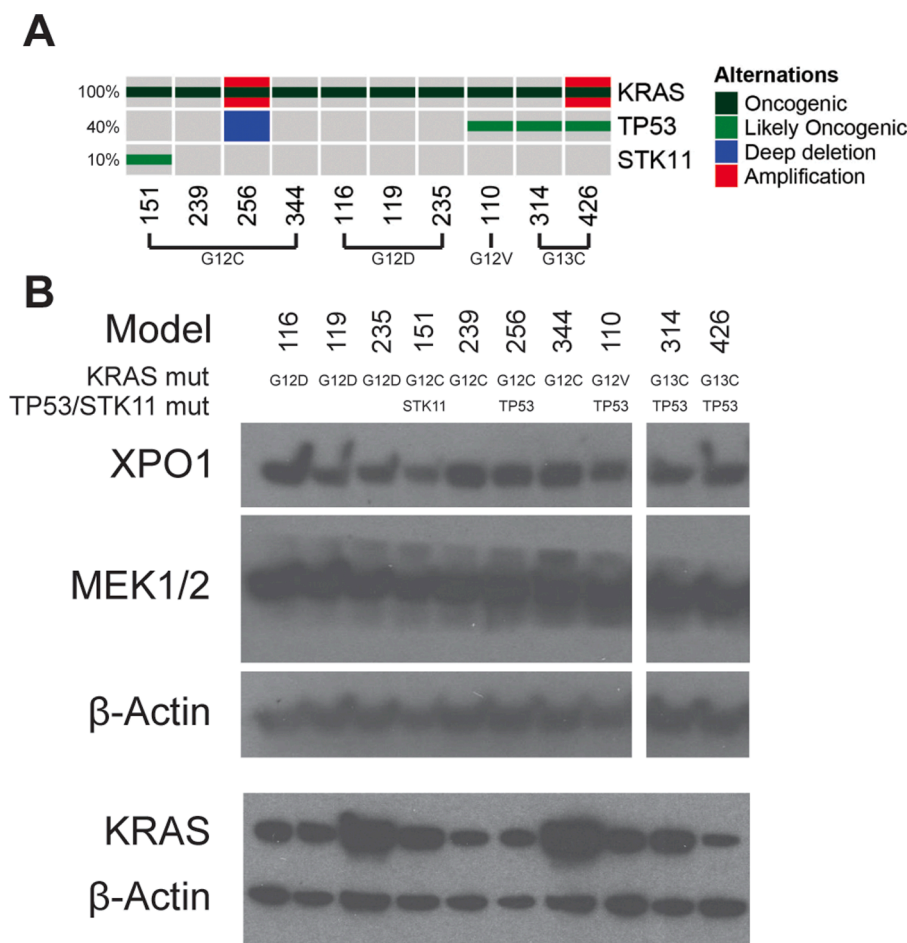 A
Alternations
100% KRAS Oncogenic
40% TP53 Likely Oncogenic
10% STK11 Deep deletion
Amplification
151 239 256 344 116 119 235 110 314 426
G12C G12D G12V G13C
B
Model 116 119 235 151 239 256 344 110 314 426
KRAS mut G12D G12D G12D G12C G12C G12C G12C G12V G13C G13C
TP53/STK11 mut STK11 TP53 TP53 TP53 TP53
XPO1
MEK1/2
β-Actin
KRAS
β-Actin